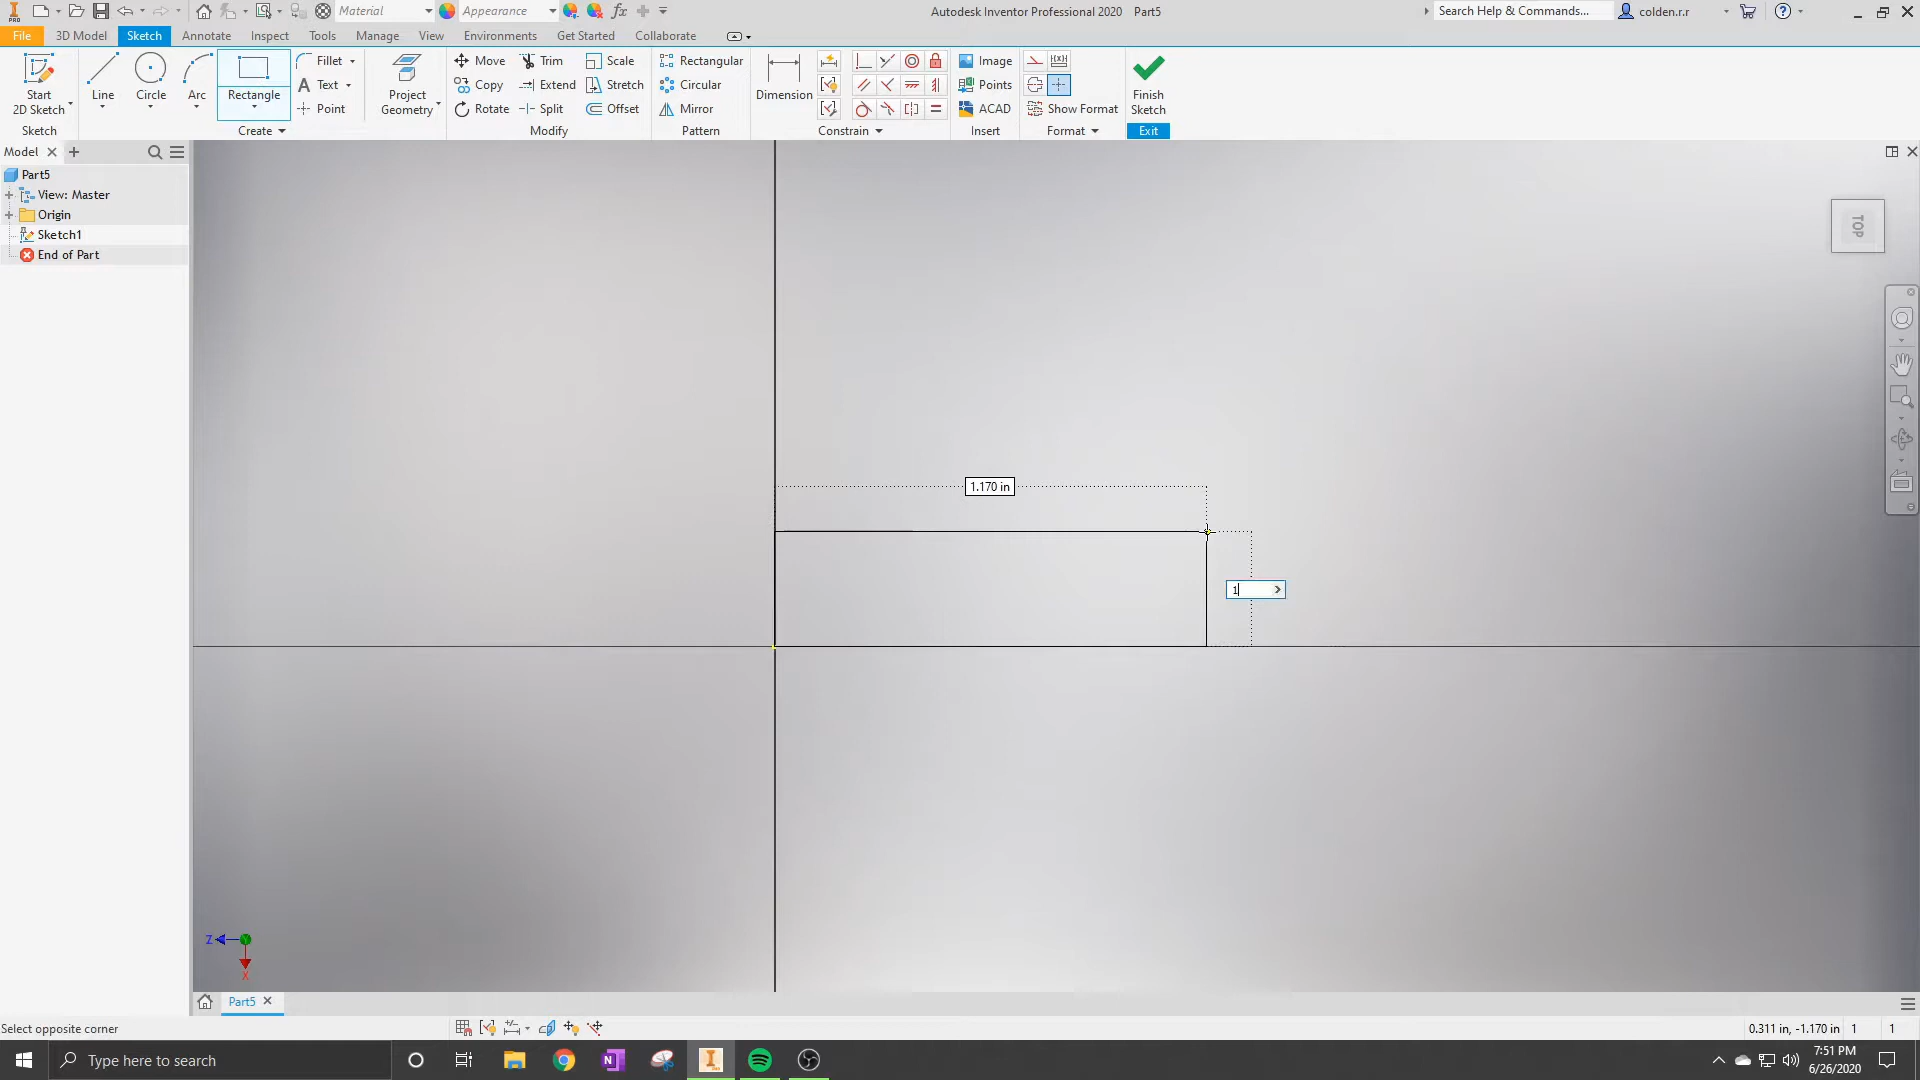 PRO
Material
Appearance
Autodesk Inventor Professional 2020 Part5
Search Help & Commands...
colden.r.r
File 3D Model Sketch Annotate Inspect Tools Manage View Environments Get Started Collaborate
Start
2D Sketch
Line
Circle
Arc
Rectangle
Fillet
Text
Point
Project
Geometry
Move
Trim
Scale
Copy
Extend
Stretch
Rotate
Split
Offset
Rectangular
Circular
Mirror
Dimension
Image
Points
ACAD
Show Format
Finish
Sketch
Sketch
Create
Modify
Pattern
Constrain
Insert
Format
Exit
Model
Part5
View: Master
Origin
Sketch1
End of Part
TOP
1.170 in
1
Z
X
Part5
Select opposite corner
0.311 in, -1.170 in 1 1
Type here to search
7:51 PM
6/26/2020